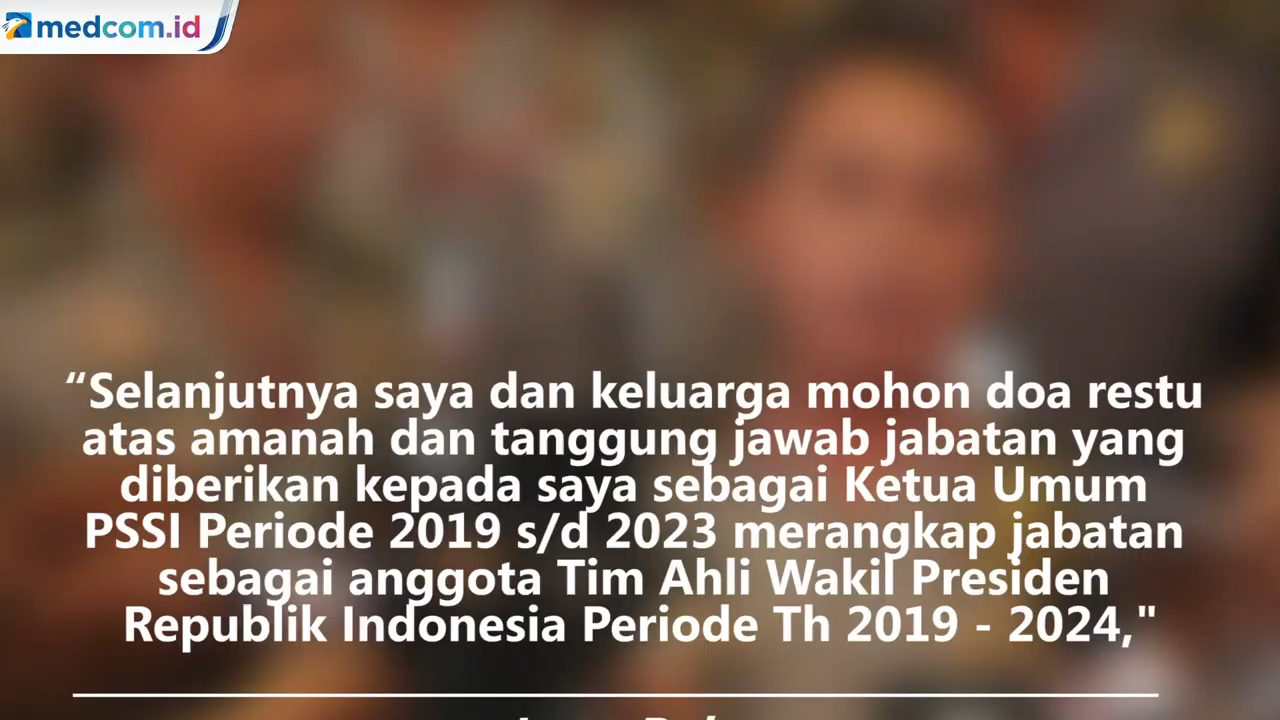 medcom.id
“Selanjutnya saya dan keluarga mohon doa restu
atas amanah dan tanggung jawab jabatan yang
diberikan kepada saya sebagai Ketua Umum
PSSI Periode 2019 s/d 2023 merangkap jabatan
sebagai anggota Tim Ahli Wakil Presiden
Republik Indonesia Periode Th 2019 - 2024,"